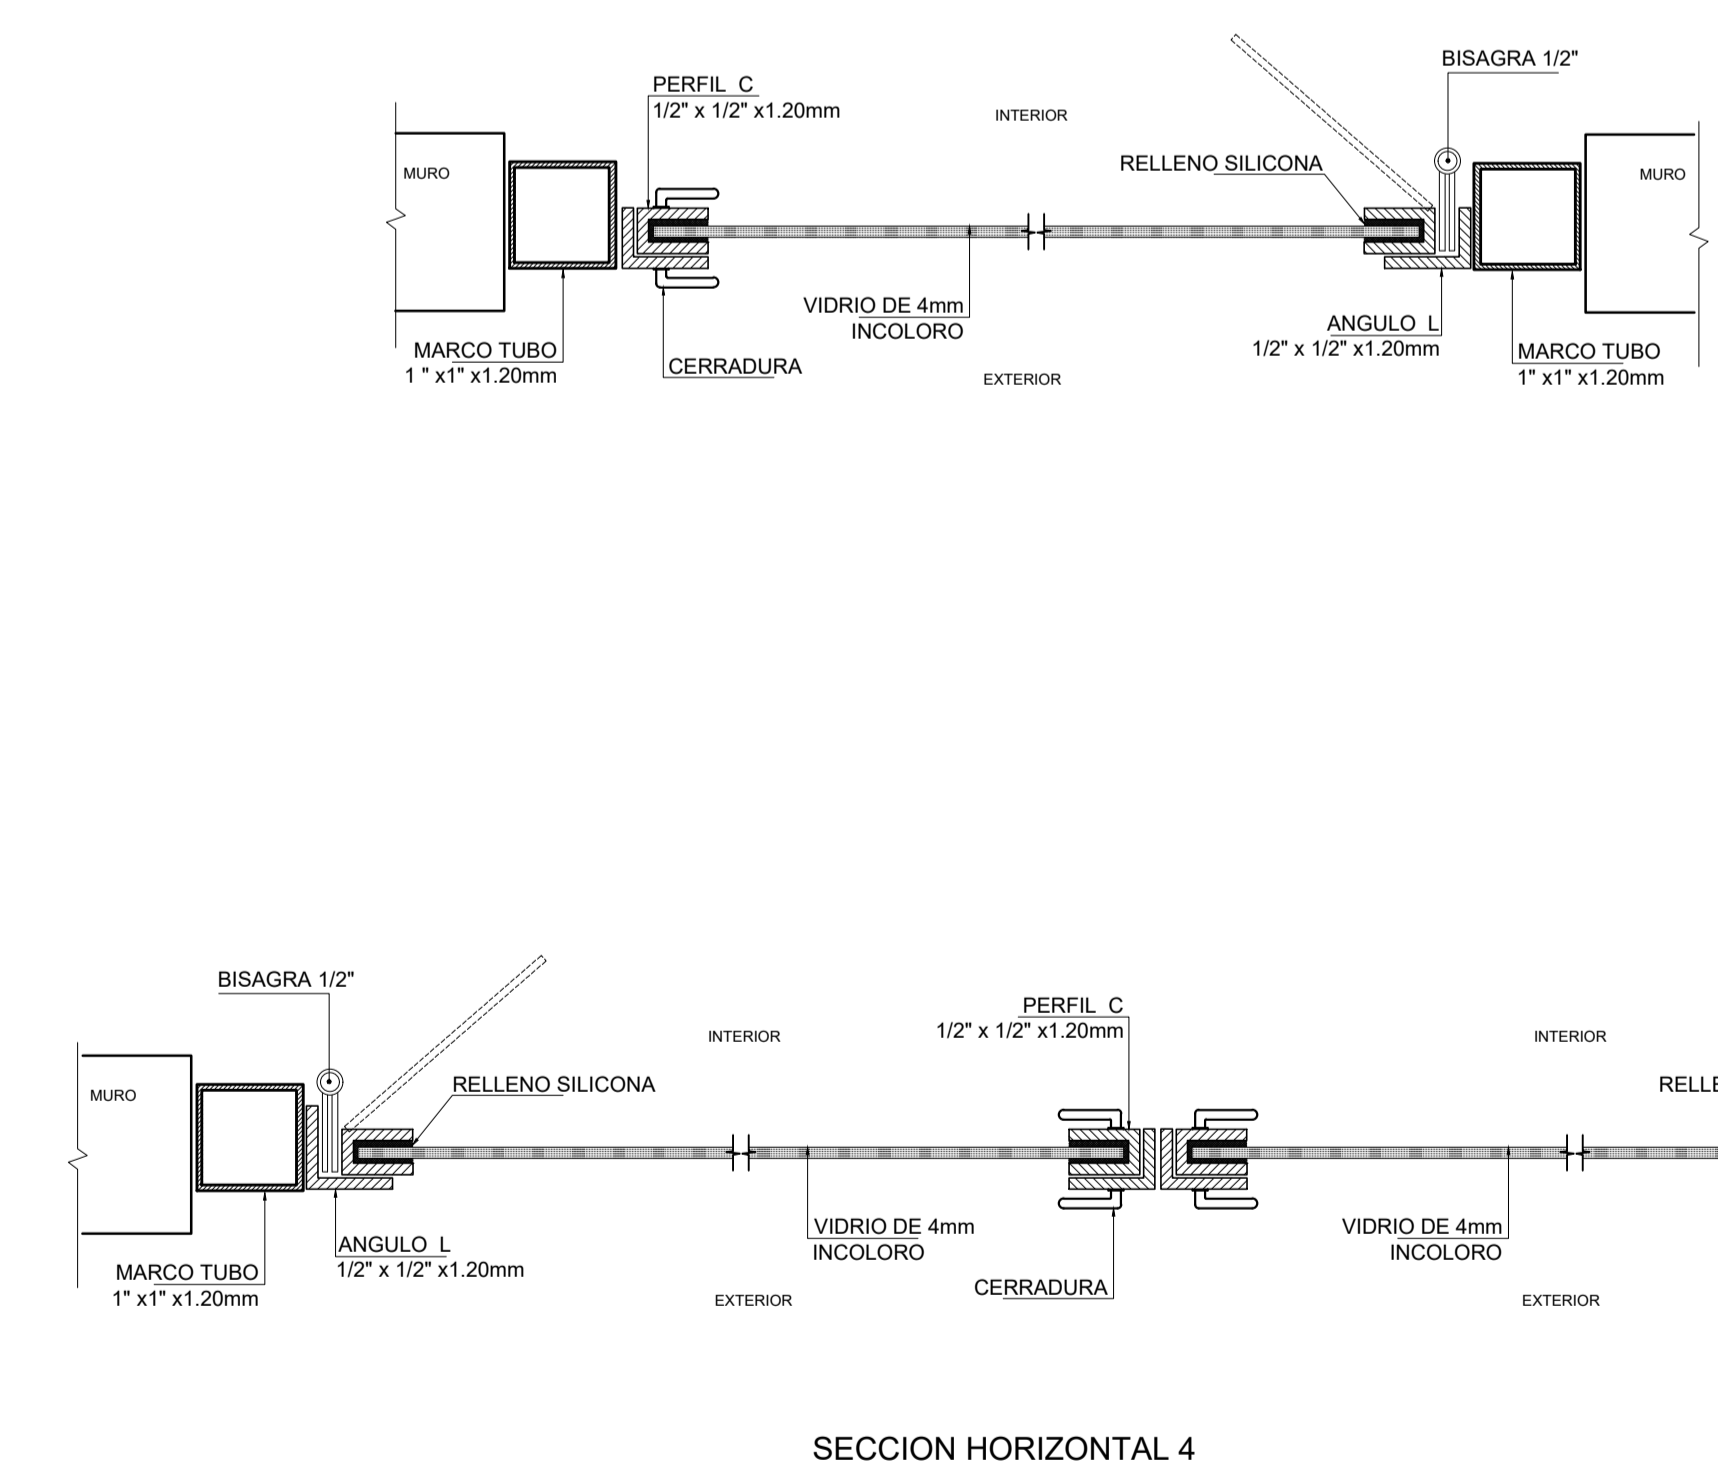 BISAGRA 1/2"
PERFIL C
1/2" x 1/2" x1.20mm
INTERIOR
RELLENO SILICONA
MURO
MURO
VIDRIO DE 4mm
INCOLORO
ANGULO L
1/2" x 1/2" x1.20mm
MARCO TUBO
1 " x1" x1.20mm
CERRADURA
EXTERIOR
MARCO TUBO
1" x1" x1.20mm
BISAGRA 1/2"
PERFIL C
1/2" x 1/2" x1.20mm
INTERIOR
INTERIOR
RELLENO SILICONA
RELLE
MURO
VIDRIO DE 4mm
INCOLORO
VIDRIO DE 4mm
INCOLORO
ANGULO L
1/2" x 1/2" x1.20mm
MARCO TUBO
1" x1" x1.20mm
CERRADURA
EXTERIOR
EXTERIOR
SECCION HORIZONTAL 4